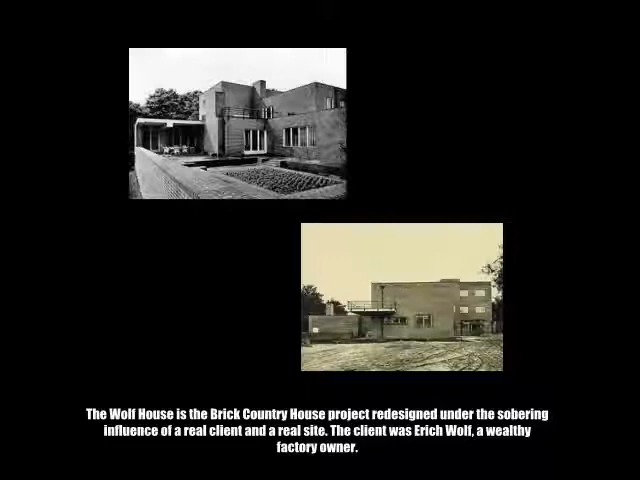 The Wolf House is the Brick Country House project redesigned under the sobering
influence of a real client and a real site. The client was Erich Wolf, a wealthy
factory owner.